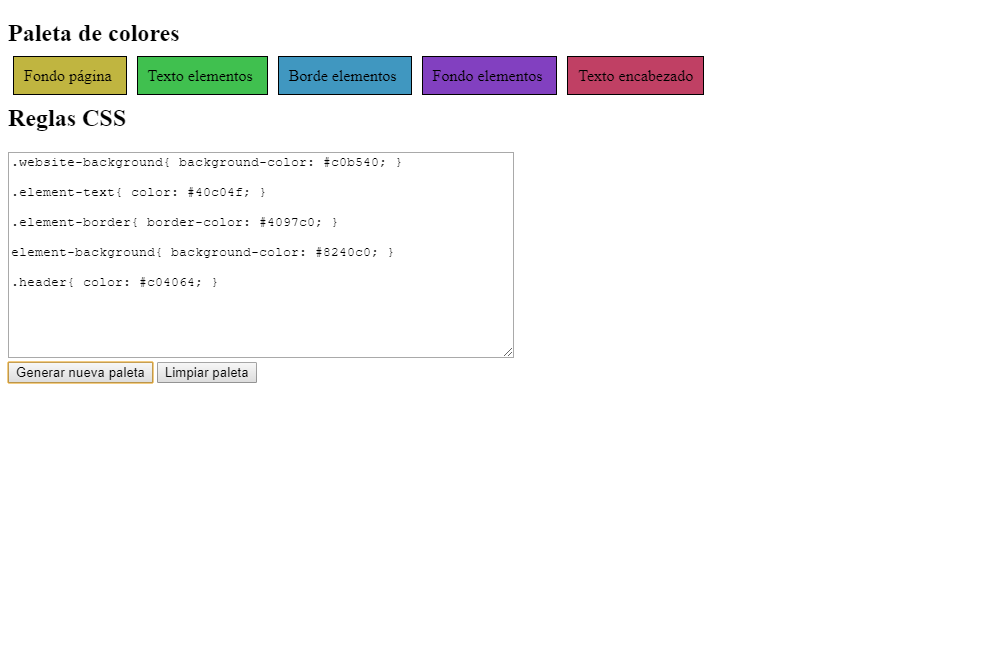 Paleta de colores
Fondo página Texto elementos Borde elementos Fondo elementos Texto encabezado
Reglas CSS
.website-background{ background-color: #c0b540; }
.element-text{ color: #40c04f; }
.element-border{ border-color: #4097c0; }
element-background{ background-color: #8240c0; }
.header{ color: #c04064; }
Generar nueva paleta Limpiar paleta